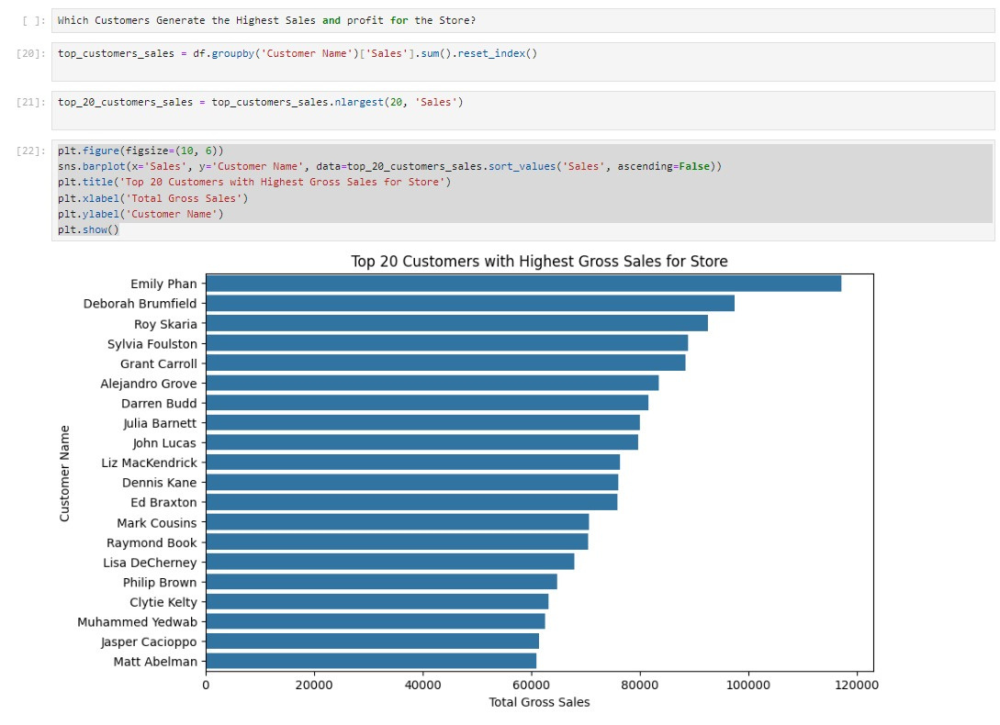 [ ]: Which Customers Generate the Highest Sales and profit for the Store?
[20]: top_customers_sales = df.groupby('Customer Name')['Sales'].sum().reset_index()
[21]: top_20_customers_sales = top_customers_sales.nlargest(20, 'Sales')
[22]: plt.figure(figsize=(10, 6))
sns.barplot(x='Sales', y='Customer Name', data=top_20_customers_sales.sort_values('Sales', ascending=False))
plt.title('Top 20 Customers with Highest Gross Sales for Store')
plt.xlabel('Total Gross Sales')
plt.ylabel('Customer Name')
plt.show()
Top 20 Customers with Highest Gross Sales for Store
Customer Name
Emily Phan
Deborah Brumfield
Roy Skaria
Sylvia Foulston
Grant Carroll
Alejandro Grove
Darren Budd
Julia Barnett
John Lucas
Liz MacKendrick
Dennis Kane
Ed Braxton
Mark Cousins
Raymond Book
Lisa DeCherney
Philip Brown
Clytie Kelty
Muhammed Yedwab
Jasper Cacioppo
Matt Abelman
0 20000 40000 60000 80000 100000 120000
Total Gross Sales